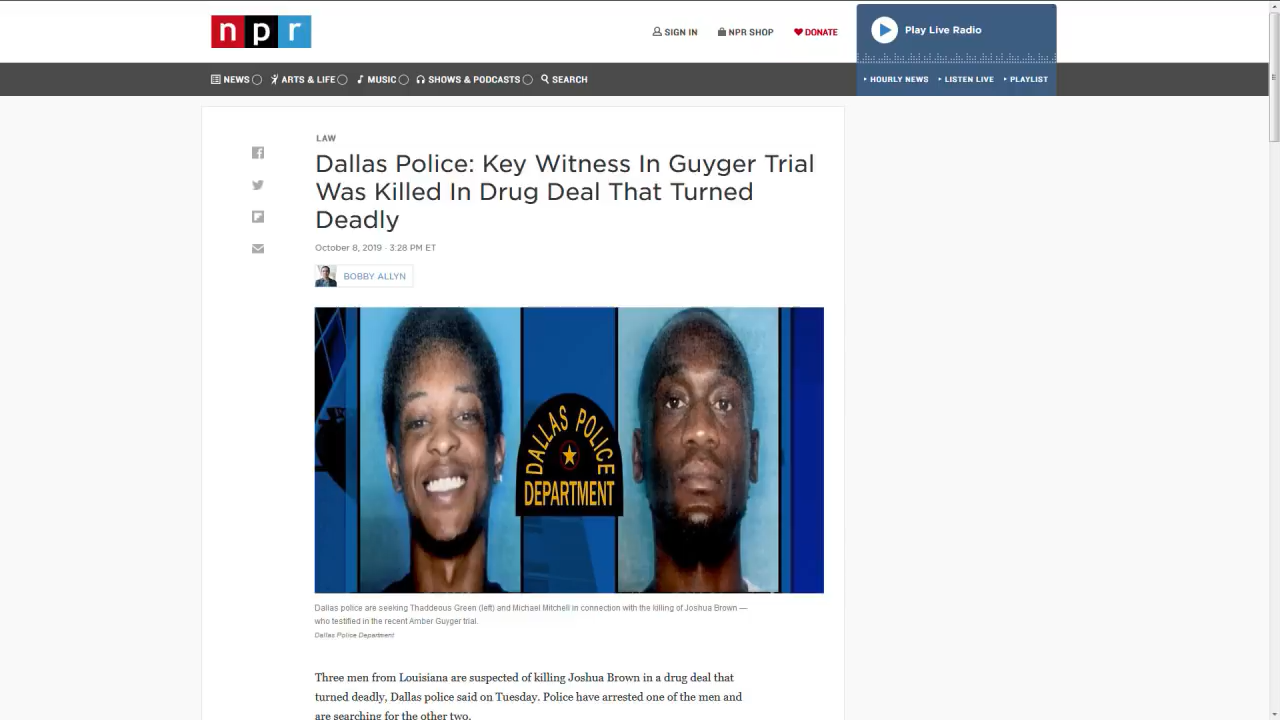 npr
SIGN IN
NPR SHOP
DONATE
Play Live Radio
NEWS
ARTS & LIFE
MUSIC
SHOWS & PODCASTS
SEARCH
HOURLY NEWS
LISTEN LIVE
PLAYLIST
LAW
Dallas Police: Key Witness In Guyger Trial
Was Killed In Drug Deal That Turned
Deadly
October 8, 2019 · 3:28 PM ET
BOBBY ALLYN
DALLAS POLICE
DEPARTMENT
Dallas police are seeking Thaddeous Green (left) and Michael Mitchell in connection with the killing of Joshua Brown —
who testified in the recent Amber Guyger trial.
Dallas Police Department
Three men from Louisiana are suspected of killing Joshua Brown in a drug deal that
turned deadly, Dallas police said on Tuesday. Police have arrested one of the men and
are searching for the other two.